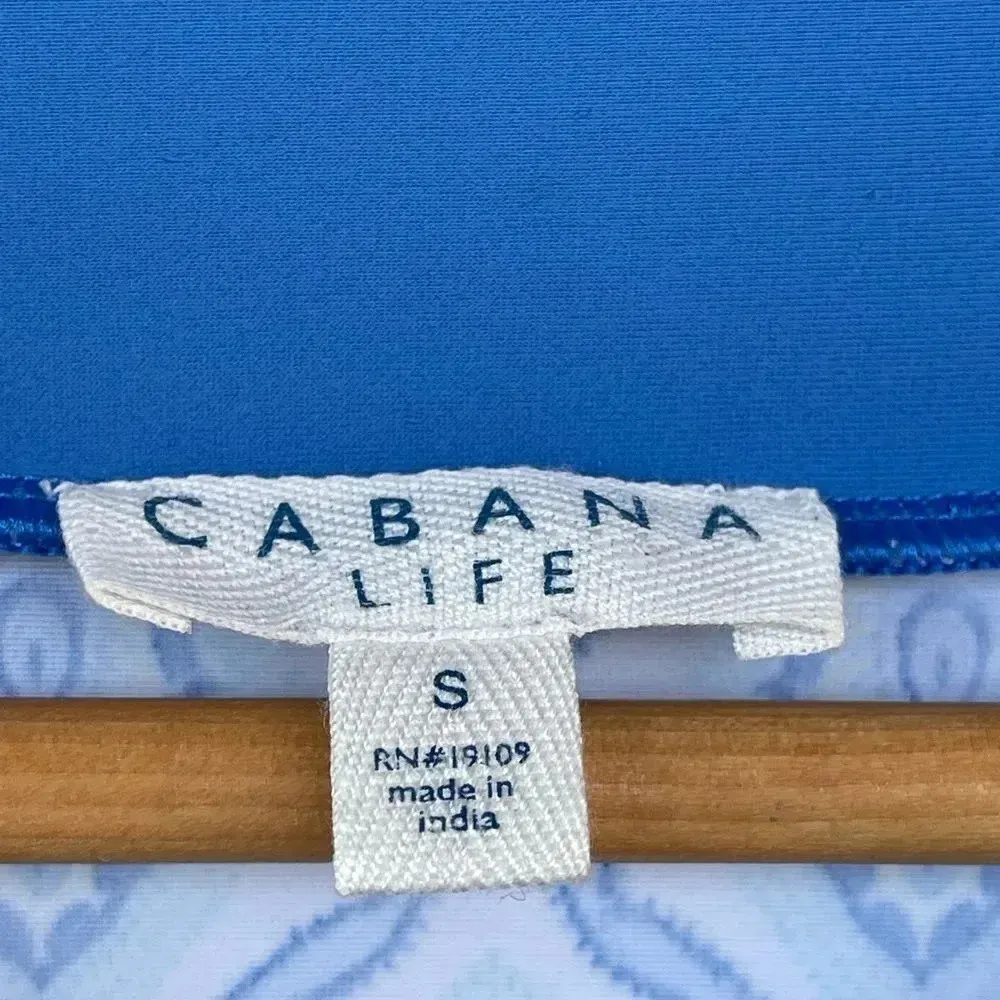 CABANA
LIFE
S
RN#19109
made in
india